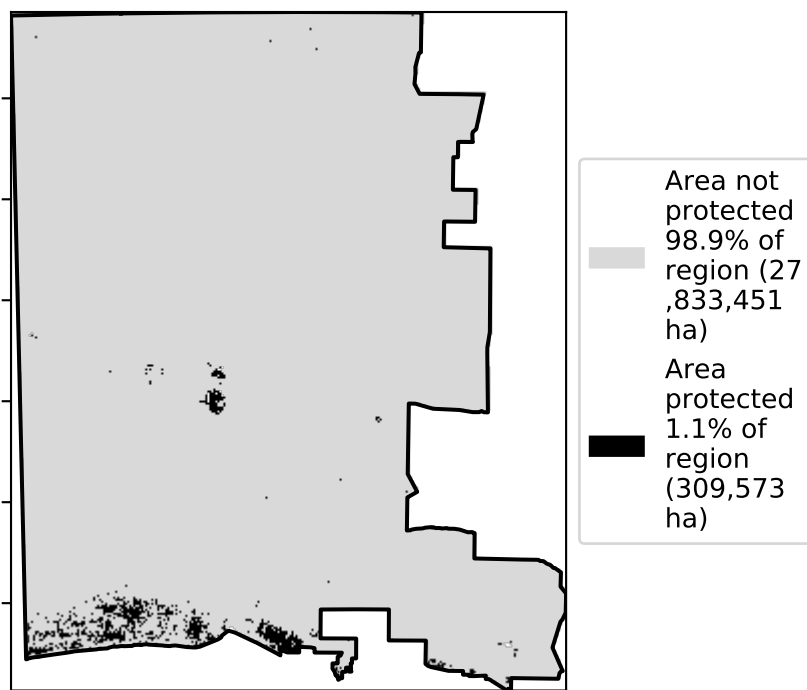 Area not
protected
98.9% of
region (27
,833,451
ha)
Area
protected
1.1% of
region
(309,573
ha)